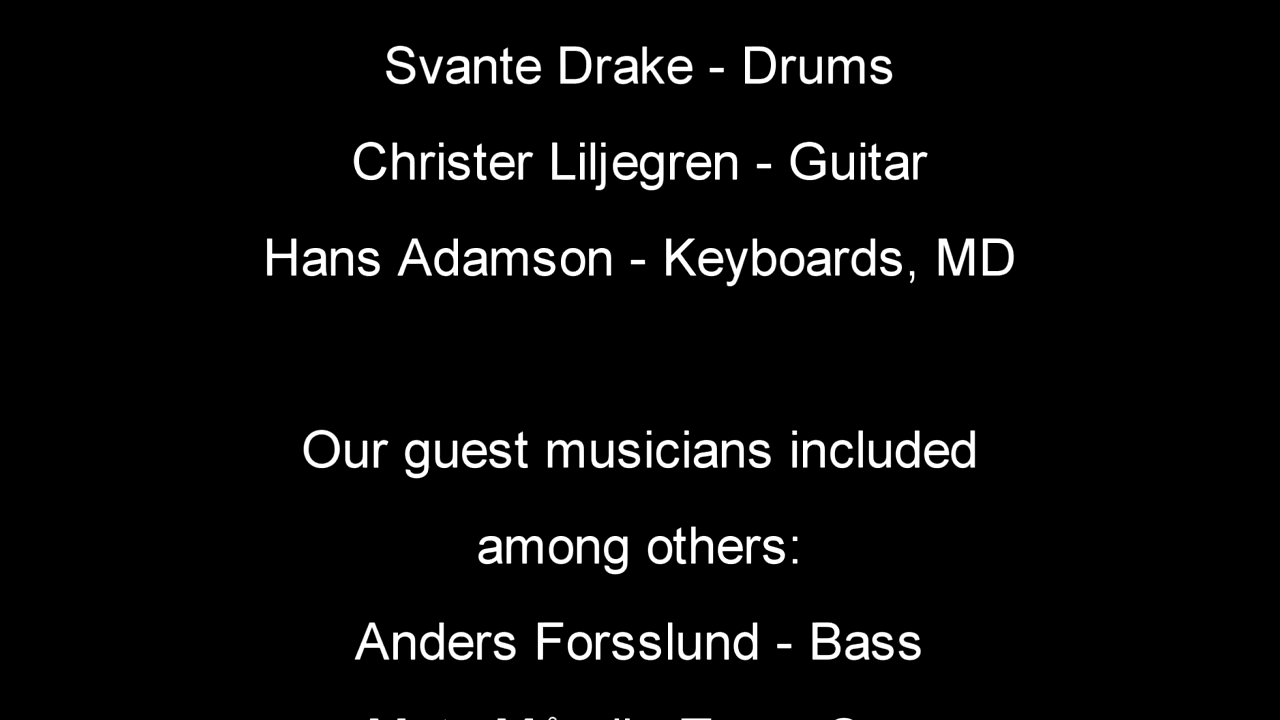 Svante Drake - Drums
Christer Liljegren - Guitar
Hans Adamson - Keyboards, MD
Our guest musicians included
among others:
Anders Forsslund - Bass